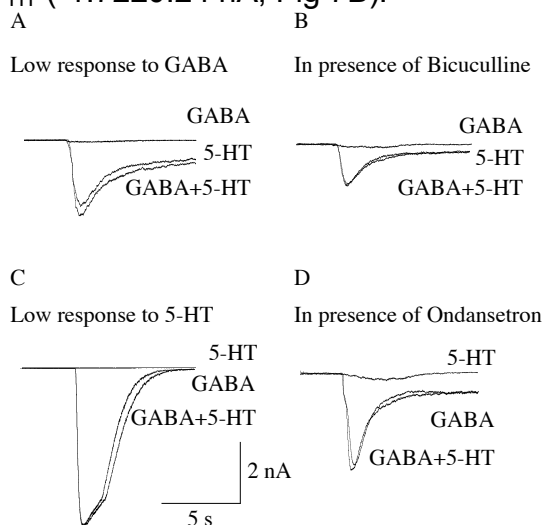 A
B
Low response to GABA
In presence of Bicuculline
GABA
5-HT
GABA+5-HT
GABA
5-HT
GABA+5-HT
C
D
Low response to 5-HT
In presence of Ondansetron
5-HT
GABA
GABA+5-HT
2 nA
5 s
5-HT
GABA
GABA+5-HT